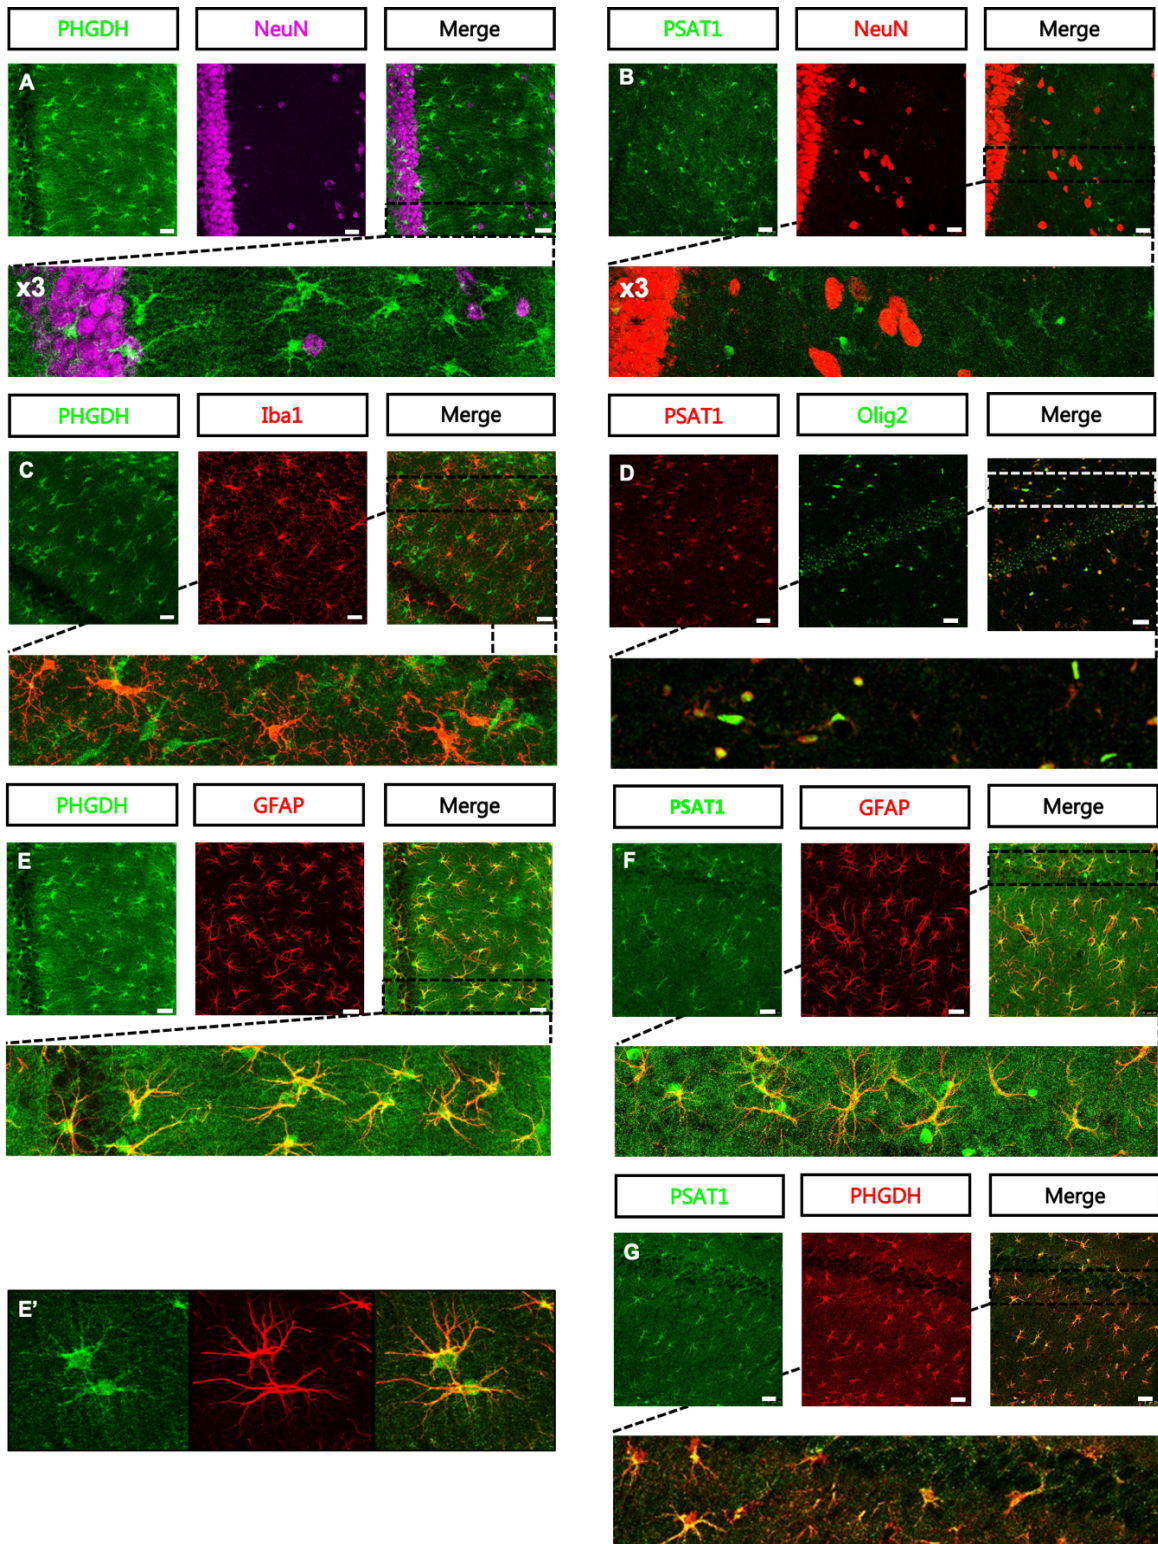 PHGDH NeuN Merge
A
x3
PSAT1 NeuN Merge
B
x3
PHGDH Iba1 Merge
C
PSAT1 Olig2 Merge
D
PHGDH GFAP Merge
E
PSAT1 GFAP Merge
F
E'
PSAT1 PHGDH Merge
G